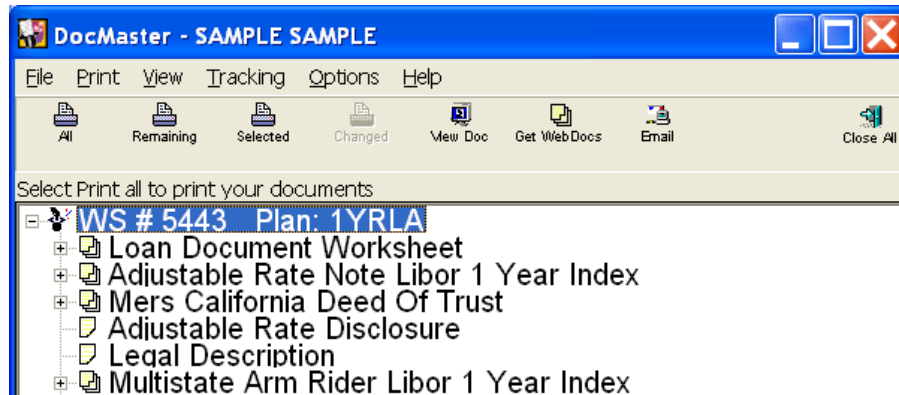 DocMaster - SAMPLE SAMPLE
File Print View Tracking Options Help
All Remaining Selected Changed View Doc Get WebDocs Email Close All
Select Print all to print your documents
WS # 5443 Plan: 1YRLA
Loan Document Worksheet
Adjustable Rate Note Libor 1 Year Index
Mers California Deed Of Trust
Adjustable Rate Disclosure
Legal Description
Multistate Arm Rider Libor 1 Year Index